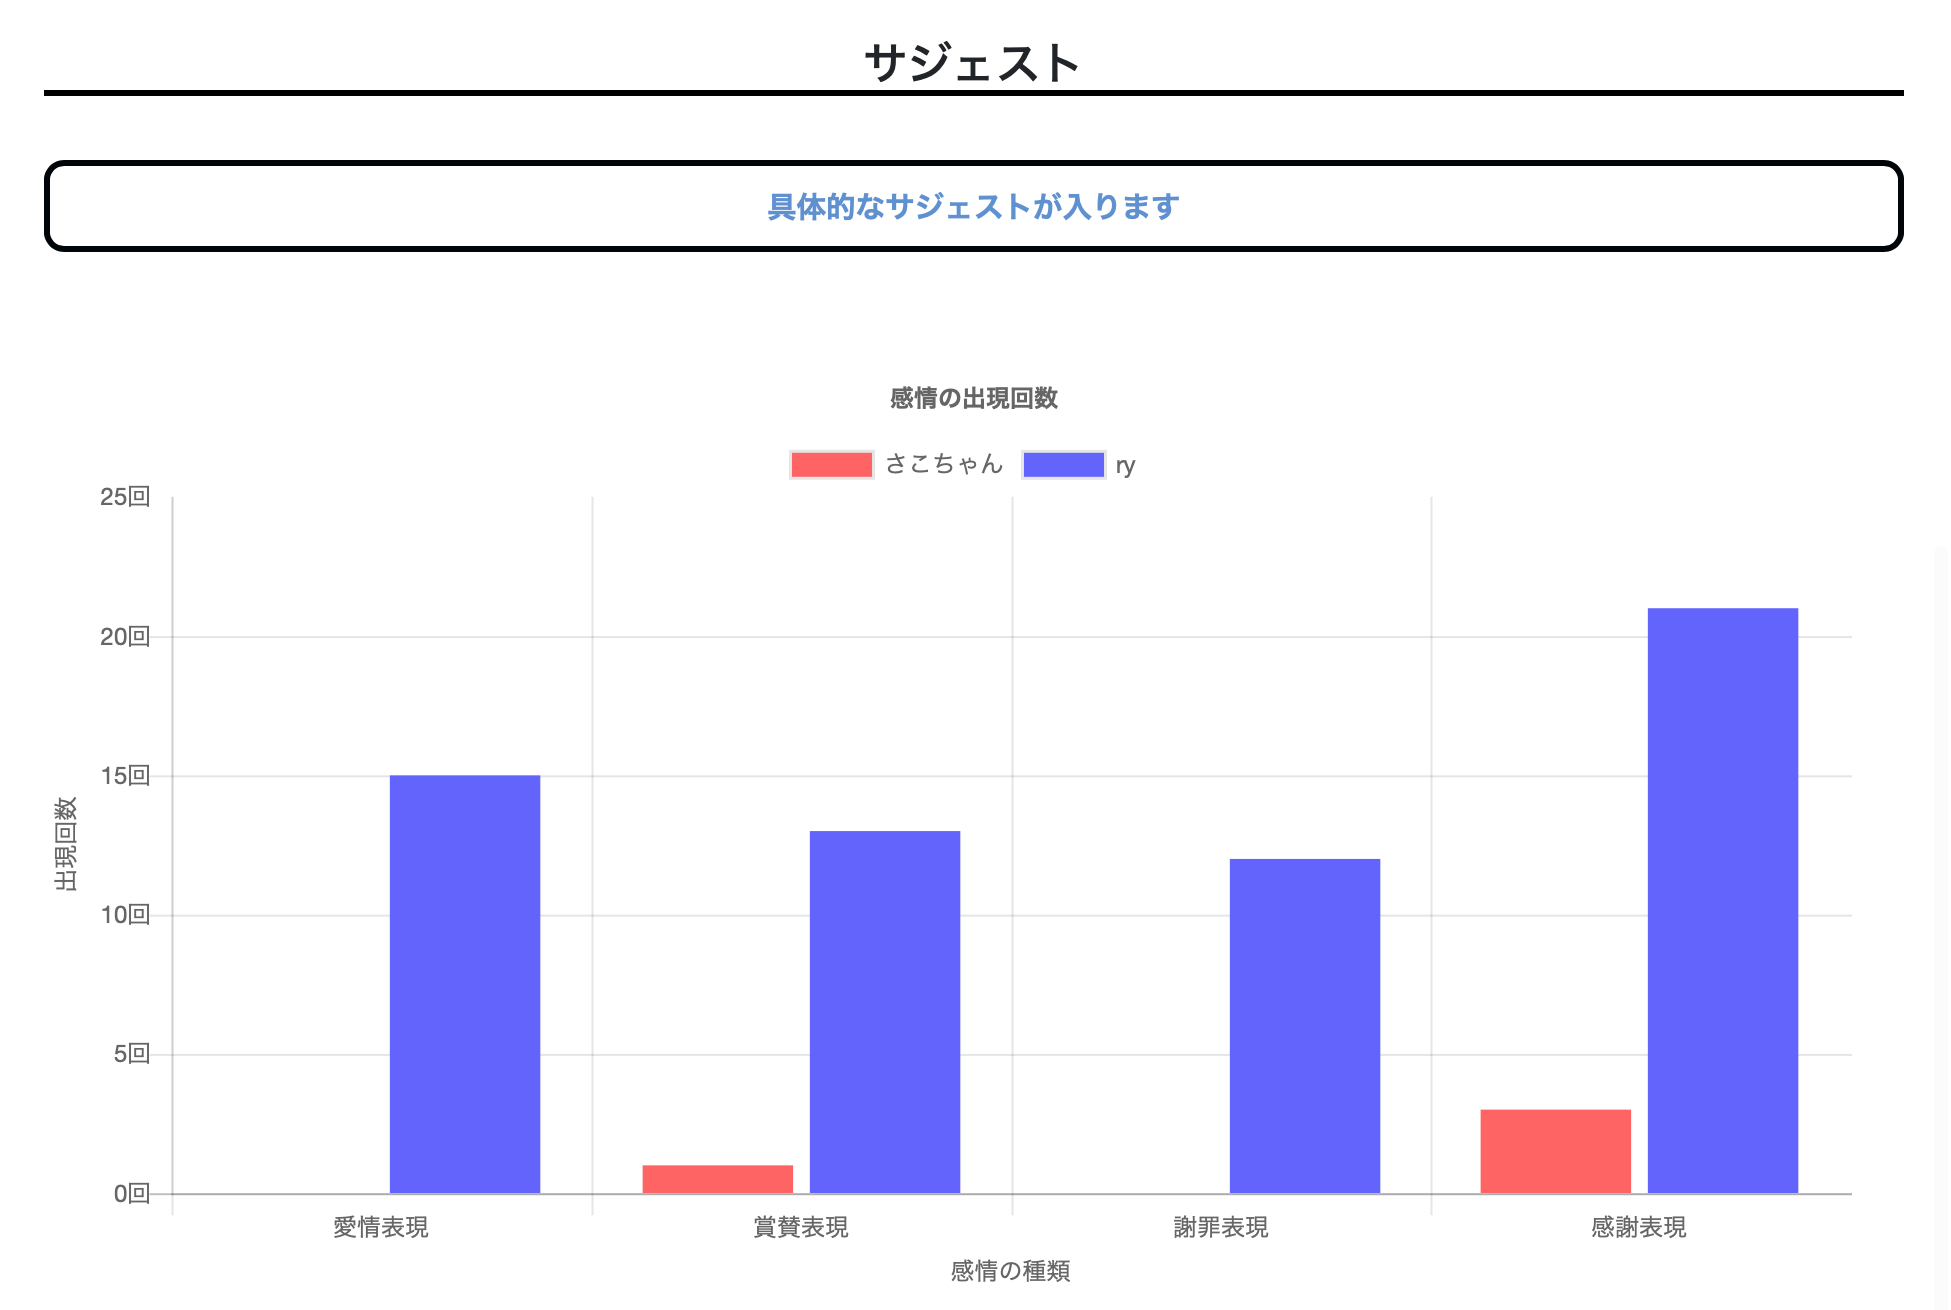 サジェスト
具体的なサジェストが入ります
感情の出現回数
さこちゃん ry
25回
20回
15回
10回
5回
0回
出現回数
愛情表現 賞賛表現 謝罪表現 感謝表現
感情の種類